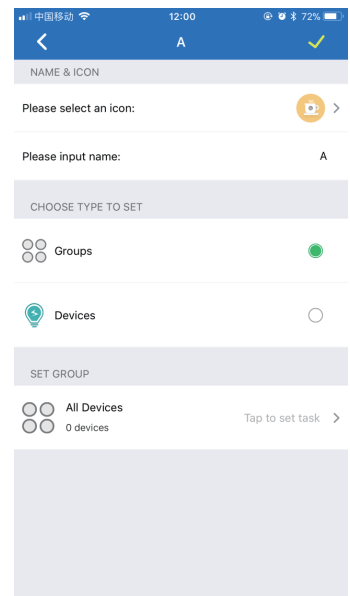 中国移动 12:00 72%
A
NAME & ICON
Please select an icon:
Please input name: A
CHOOSE TYPE TO SET
Groups
Devices
SET GROUP
All Devices
0 devices
Tap to set task